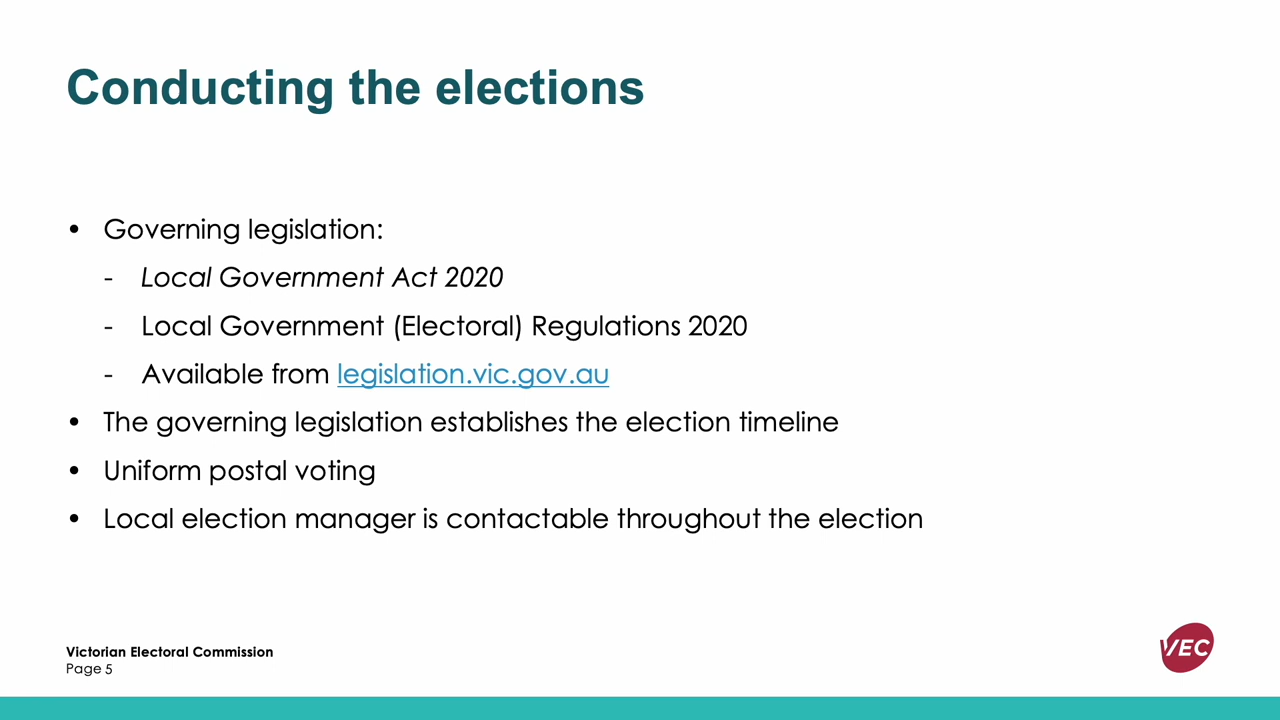 Conducting the elections
• Governing legislation:
- Local Government Act 2020
- Local Government (Electoral) Regulations 2020
- Available from legislation.vic.gov.au
• The governing legislation establishes the election timeline
• Uniform postal voting
• Local election manager is contactable throughout the election
Victorian Electoral Commission
Page 5
VEC